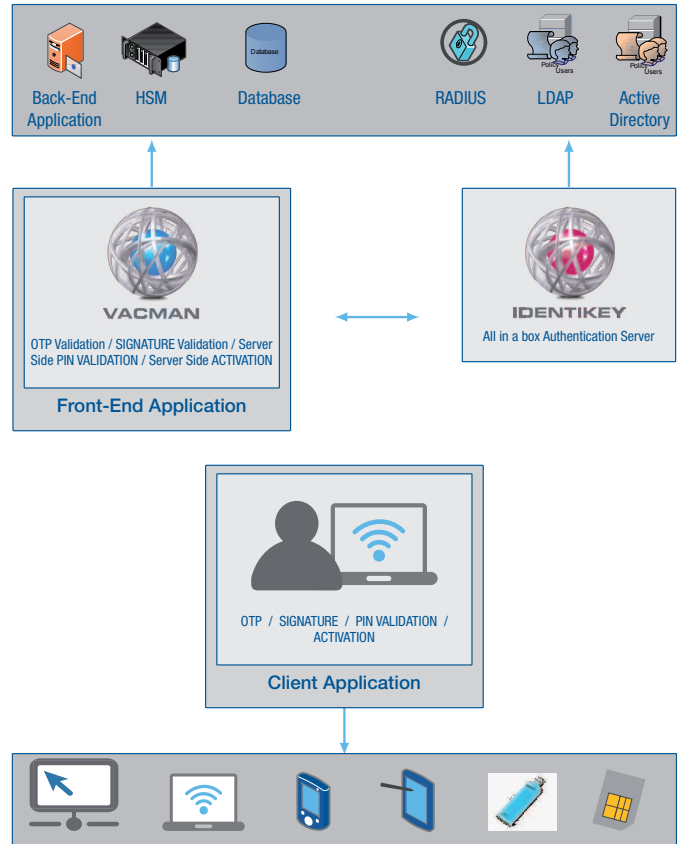 Database
Policy
Users
Policy
Users
Back-End
Application
HSM
Database
RADIUS
LDAP
Active
Directory
VACMAN
OTP Validation / SIGNATURE Validation / Server
Side PIN VALIDATION / Server Side ACTIVATION
Front-End Application
IDENTIKEY
All in a box Authentication Server
OTP / SIGNATURE / PIN VALIDATION /
ACTIVATION
Client Application